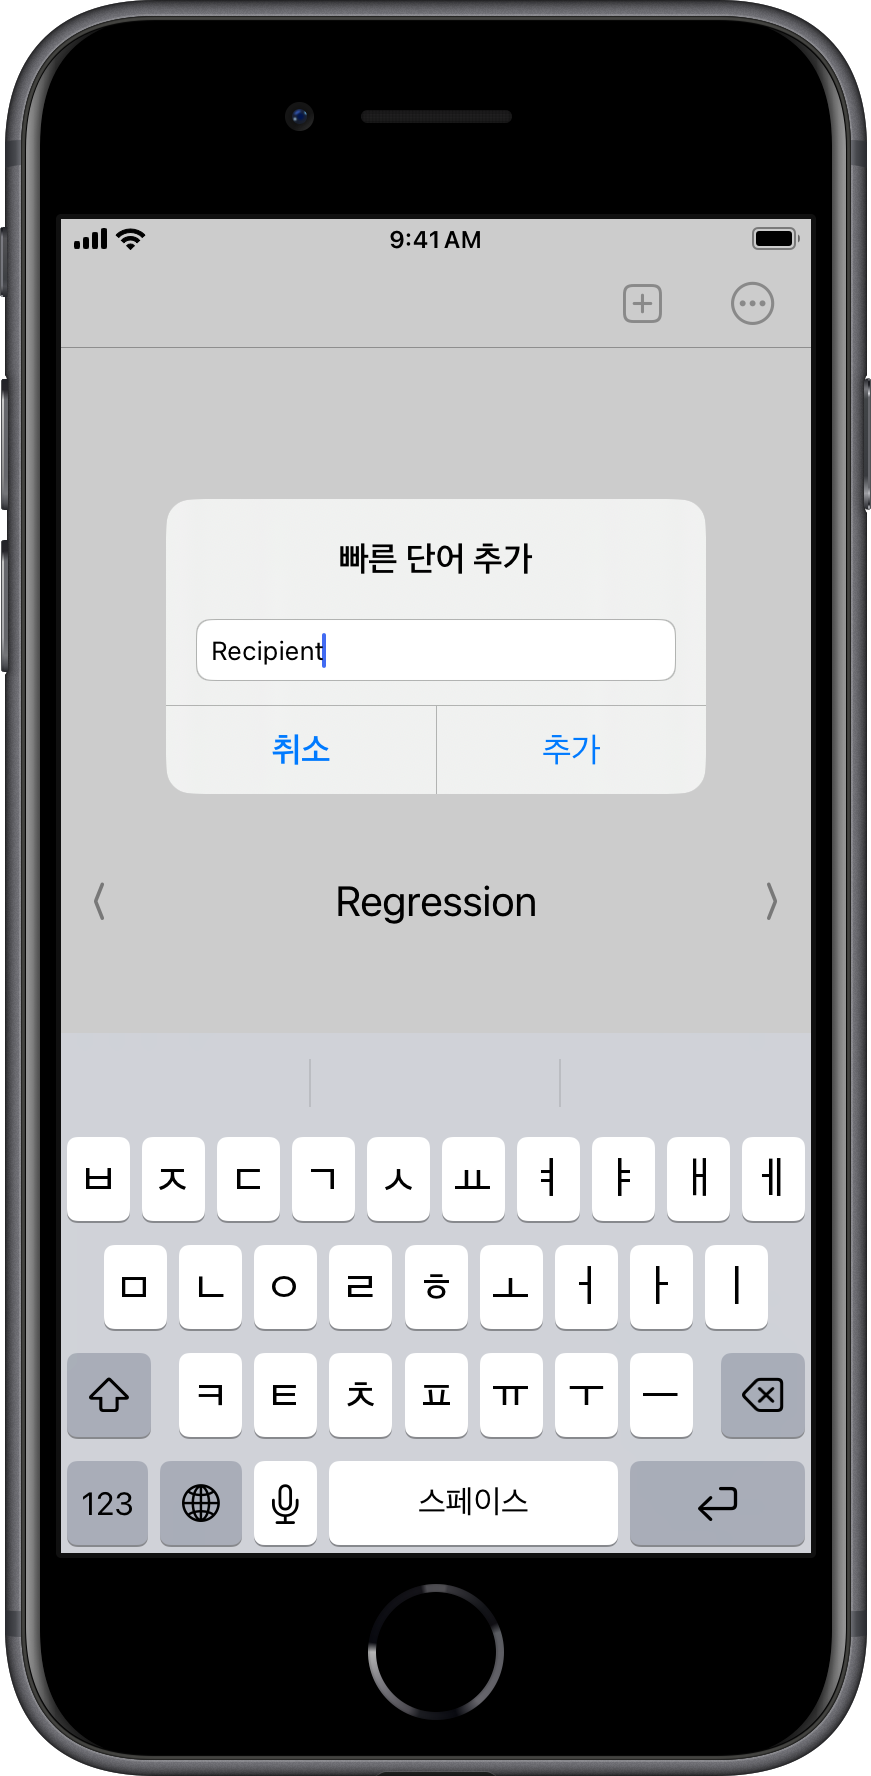 9:41 AM
빠른 단어 추가
Recipient
취소 추가
〈 Regression 〉
ㅂ ㅈ ㄷ ㄱ ㅅ ㅛ ㅕ ㅑ ㅐ ㅔ
ㅁ ㄴ ㅇ ㄹ ㅎ ㅗ ㅓ ㅏ ㅣ
ㅋ ㅌ ㅊ ㅍ ㅠ ㅜ ㅡ
123 스페이스